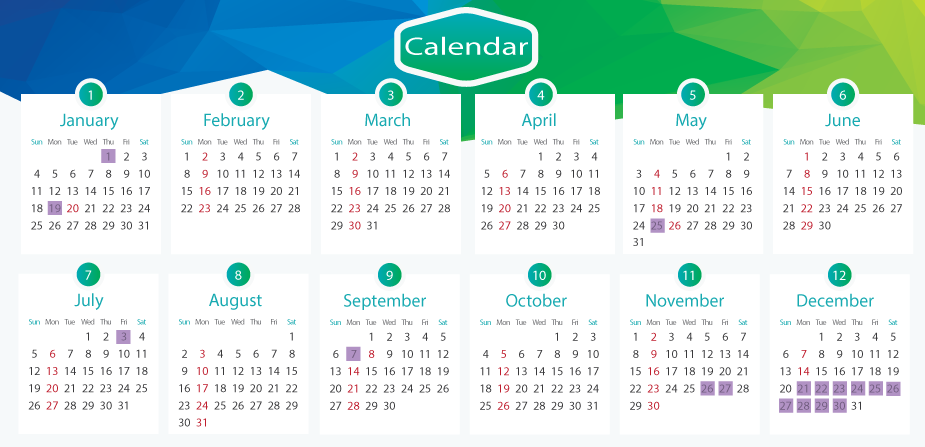 Calendar
1
January
Sun Mon Tue Wed Thu Fri Sat
1 2 3
4 5 6 7 8 9 10
11 12 13 14 15 16 17
18 19 20 21 22 23 24
25 26 27 28 29 30 31
2
February
Sun Mon Tue Wed Thu Fri Sat
1 2 3 4 5 6 7
8 9 10 11 12 13 14
15 16 17 18 19 20 21
22 23 24 25 26 27 28
3
March
Sun Mon Tue Wed Thu Fri Sat
1 2 3 4 5 6 7
8 9 10 11 12 13 14
15 16 17 18 19 20 21
22 23 24 25 26 27 28
29 30 31
4
April
Sun Mon Tue Wed Thu Fri Sat
1 2 3 4
5 6 7 8 9 10 11
12 13 14 15 16 17 18
19 20 21 22 23 24 25
26 27 28 29 30
5
May
Sun Mon Tue Wed Thu Fri Sat
1 2
3 4 5 6 7 8 9
10 11 12 13 14 15 16
17 18 19 20 21 22 23
24 25 26 27 28 29 30
31
6
June
Sun Mon Tue Wed Thu Fri Sat
1 2 3 4 5 6
7 8 9 10 11 12 13
14 15 16 17 18 19 20
21 22 23 24 25 26 27
28 29 30
7
July
Sun Mon Tue Wed Thu Fri Sat
1 2 3 4
5 6 7 8 9 10 11
12 13 14 15 16 17 18
19 20 21 22 23 24 25
26 27 28 29 30 31
8
August
Sun Mon Tue Wed Thu Fri Sat
1
2 3 4 5 6 7 8
9 10 11 12 13 14 15
16 17 18 19 20 21 22
23 24 25 26 27 28 29
30 31
9
September
Sun Mon Tue Wed Thu Fri Sat
1 2 3 4 5
6 7 8 9 10 11 12
13 14 15 16 17 18 19
20 21 22 23 24 25 26
27 28 29 30
10
October
Sun Mon Tue Wed Thu Fri Sat
1 2 3
4 5 6 7 8 9 10
11 12 13 14 15 16 17
18 19 20 21 22 23 24
25 26 27 28 29 30 31
11
November
Sun Mon Tue Wed Thu Fri Sat
1 2 3 4 5 6 7
8 9 10 11 12 13 14
15 16 17 18 19 20 21
22 23 24 25 26 27 28
29 30
12
December
Sun Mon Tue Wed Thu Fri Sat
1 2 3 4 5
6 7 8 9 10 11 12
13 14 15 16 17 18 19
20 21 22 23 24 25 26
27 28 29 30 31